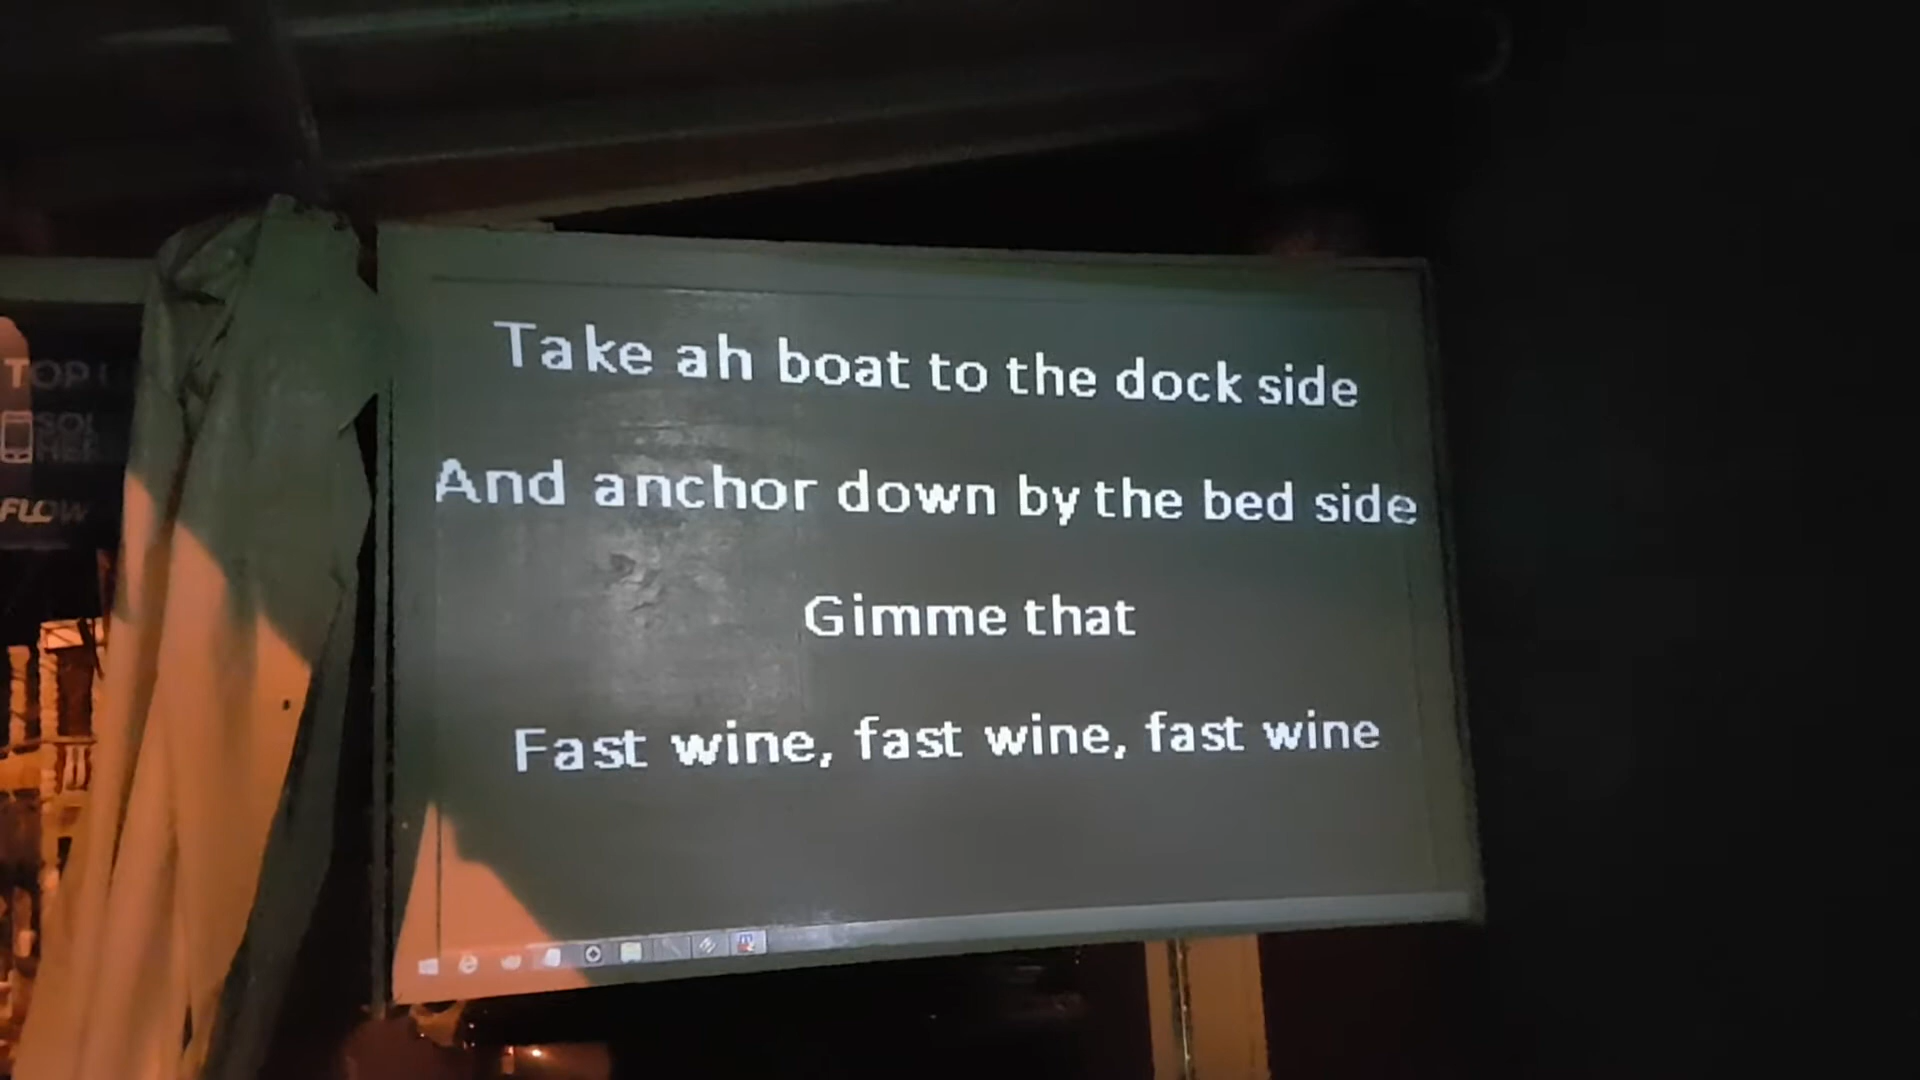 Take ah boat to the dock side
And anchor down by the bed side
Gimme that
Fast wine, fast wine, fast wine
TOP
FLOW